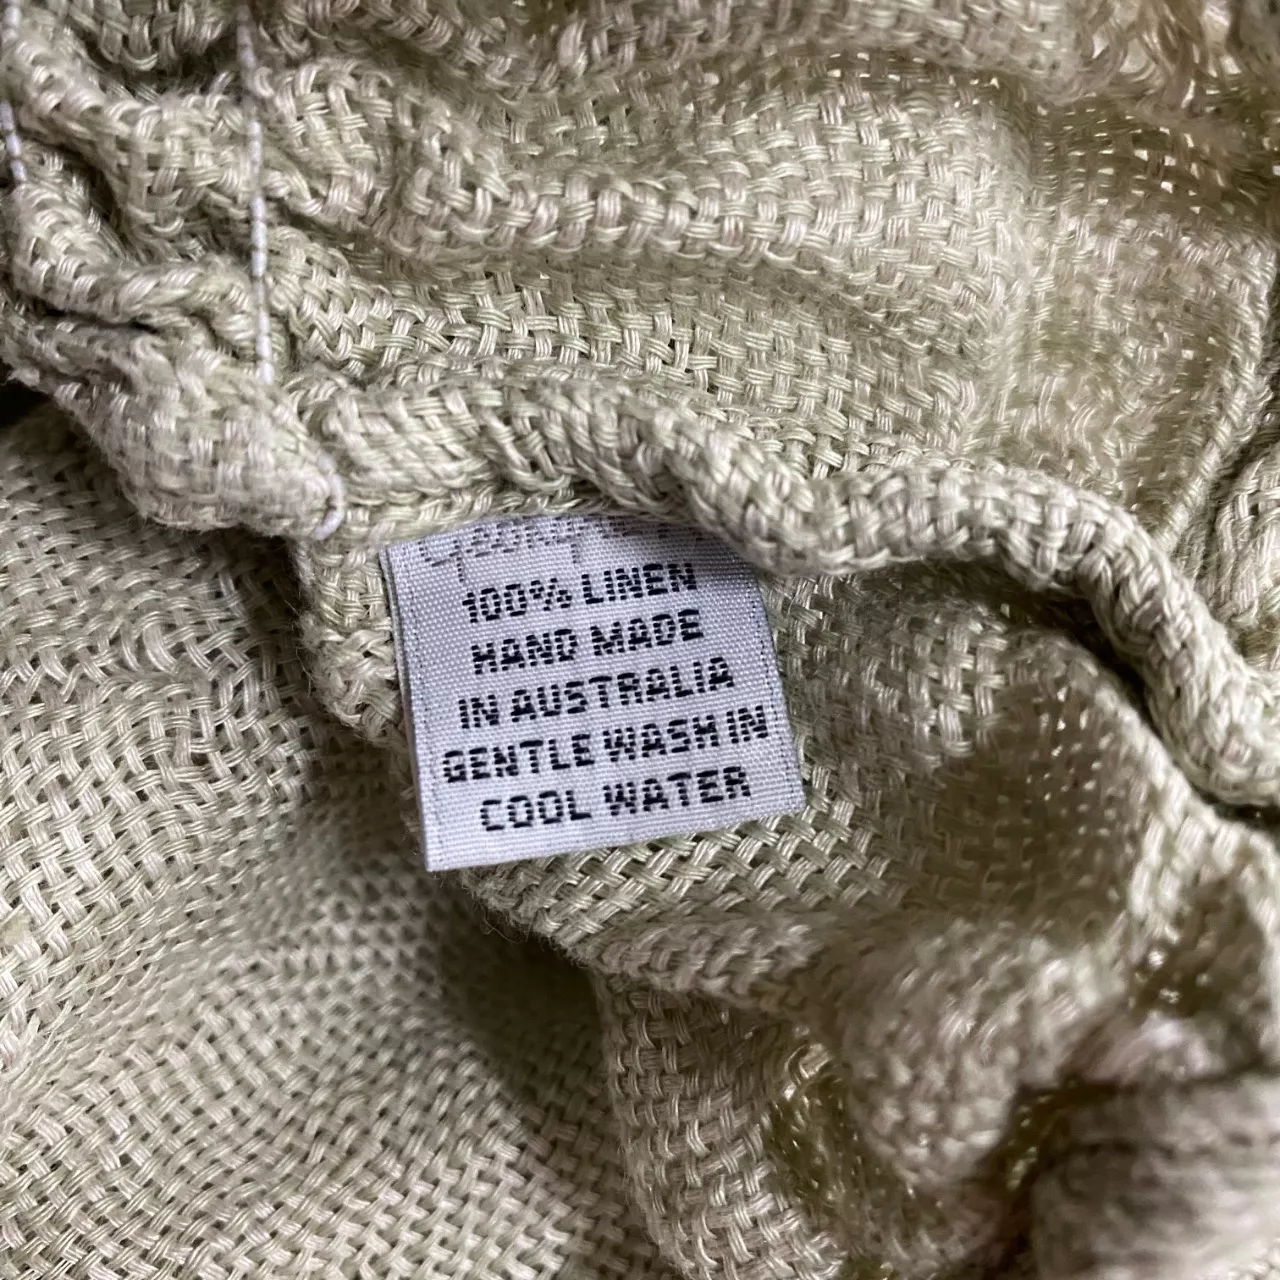 100% LINEN
HAND MADE
IN AUSTRALIA
GENTLE WASH IN
COOL WATER